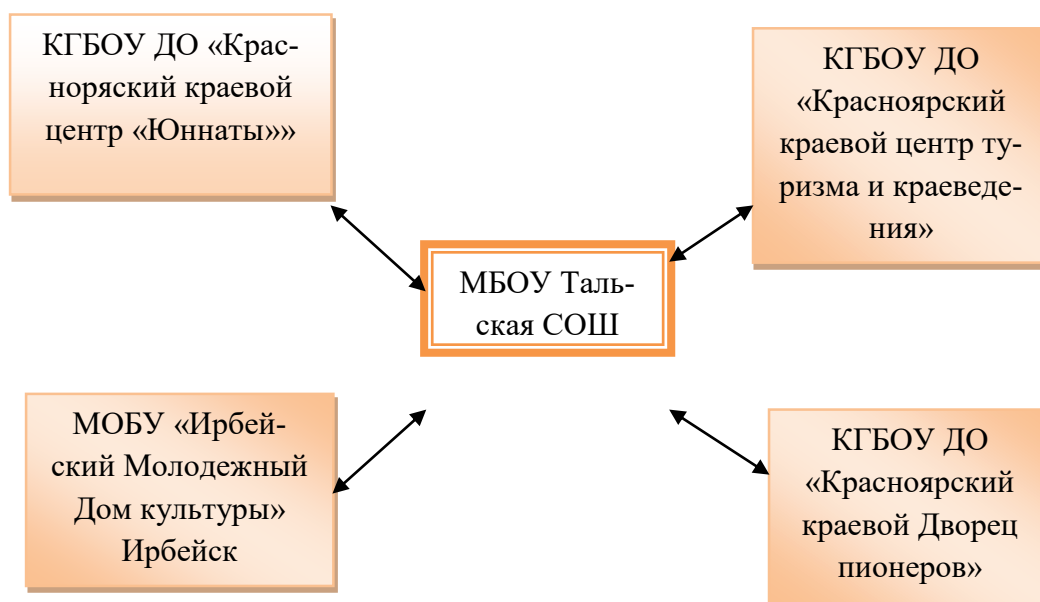 КГБОУ ДО «Крас-
норяский краевой
центр «Юннаты»»
КГБОУ ДО
«Красноярский
краевой центр ту-
ризма и краеведе-
ния»
МБОУ Таль-
ская СОШ
МОБУ «Ирбей-
ский Молодежный
Дом культуры»
Ирбейск
КГБОУ ДО
«Красноярский
краевой Дворец
пионеров»